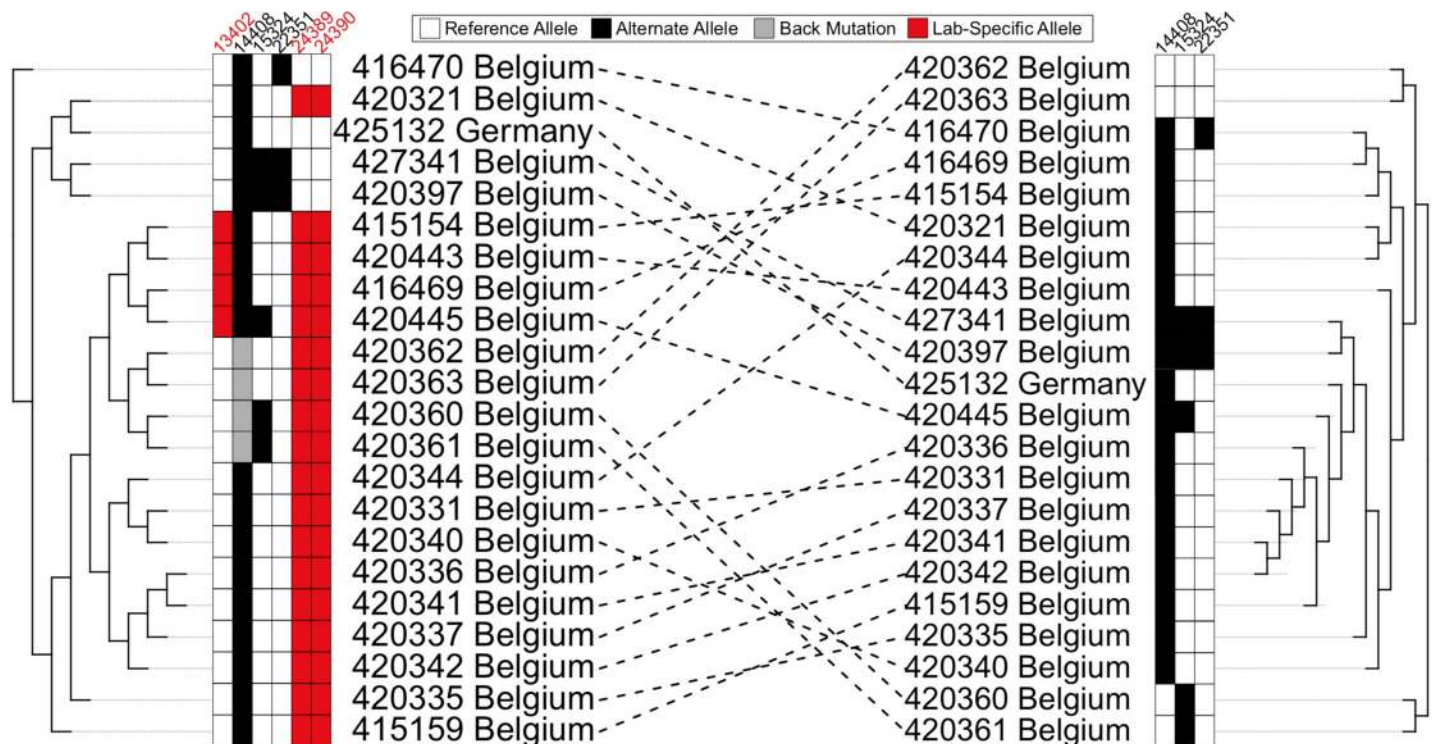 Reference Allele Alternate Allele Back Mutation Lab-Specific Allele
13402 14408 15324 22351 24389 24390
416470 Belgium
420321 Belgium
425132 Germany
427341 Belgium
420397 Belgium
415154 Belgium
420443 Belgium
416469 Belgium
420445 Belgium
420362 Belgium
420363 Belgium
420360 Belgium
420361 Belgium
420344 Belgium
420331 Belgium
420340 Belgium
420336 Belgium
420341 Belgium
420337 Belgium
420342 Belgium
420335 Belgium
415159 Belgium
14408 15324 22351
420362 Belgium
420363 Belgium
416470 Belgium
416469 Belgium
415154 Belgium
420321 Belgium
420344 Belgium
420443 Belgium
427341 Belgium
420397 Belgium
425132 Germany
420445 Belgium
420336 Belgium
420331 Belgium
420337 Belgium
420341 Belgium
420342 Belgium
415159 Belgium
420335 Belgium
420340 Belgium
420360 Belgium
420361 Belgium